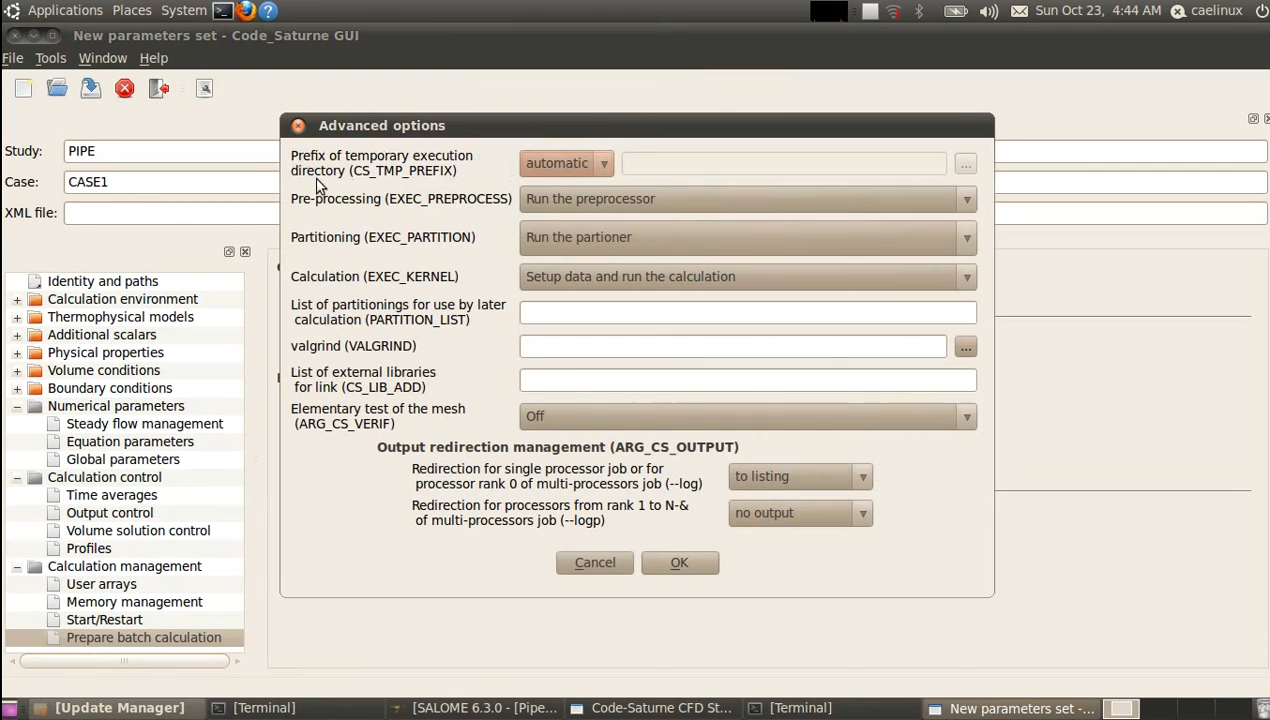 Applications Places System Sun Oct 23, 4:44 AM caelinux
New parameters set - Code_Saturne GUI
File Tools Window Help
Study: PIPE
Case: CASE1
XML file:
Identity and paths
Calculation environment
Thermophysical models
Additional scalars
Physical properties
Volume conditions
Boundary conditions
Numerical parameters
Steady flow management
Equation parameters
Global parameters
Calculation control
Time averages
Output control
Volume solution control
Profiles
Calculation management
User arrays
Memory management
Start/Restart
Prepare batch calculation
Advanced options
Prefix of temporary execution
directory (CS_TMP_PREFIX) automatic ...
Pre-processing (EXEC_PREPROCESS) Run the preprocessor
Partitioning (EXEC_PARTITION) Run the partioner
Calculation (EXEC_KERNEL) Setup data and run the calculation
List of partitionings for use by later
calculation (PARTITION_LIST)
valgrind (VALGRIND) ...
List of external libraries
for link (CS_LIB_ADD)
Elementary test of the mesh
(ARG_CS_VERIF) Off
Output redirection management (ARG_CS_OUTPUT)
Redirection for single processor job or for
processor rank 0 of multi-processors job (--log) to listing
Redirection for processors from rank 1 to N-&
of multi-processors job (--logp) no output
Cancel OK
[Update Manager] [Terminal] [SALOME 6.3.0 - [Pipe... Code-Saturne CFD St... [Terminal] New parameters set -...